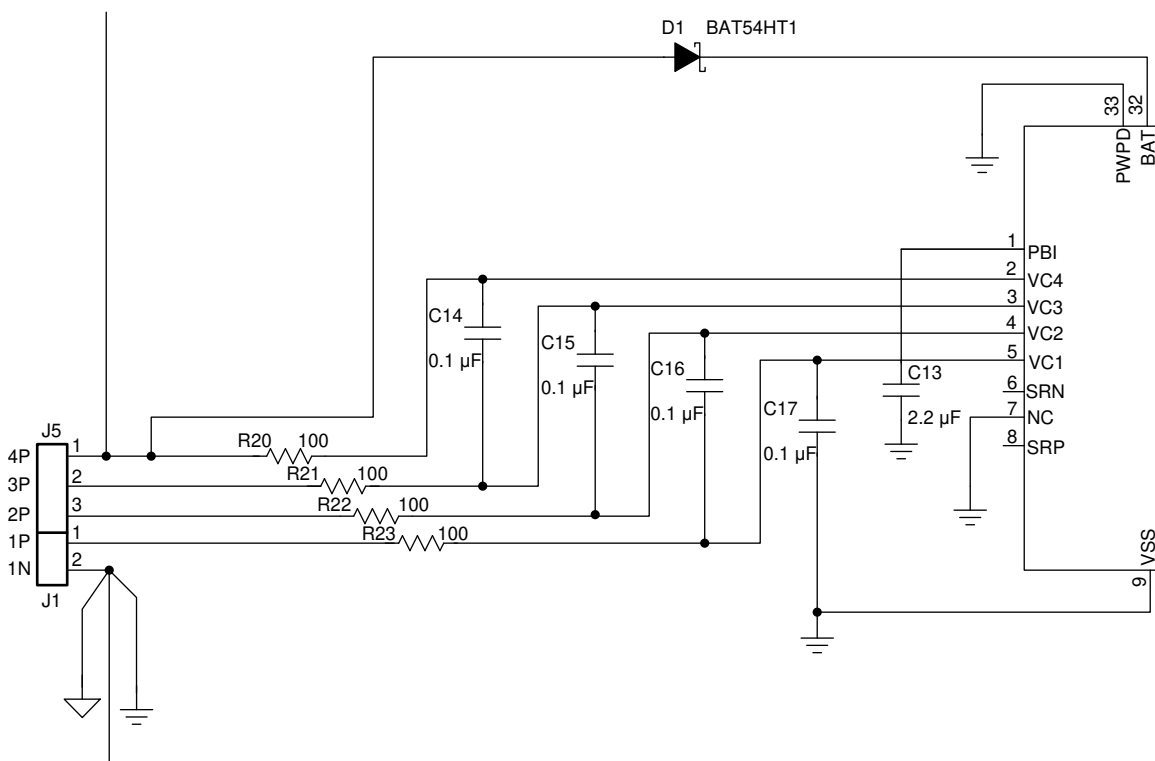 D1 BAT54HT1
33
32
PWPD
BAT
1 PBI
2 VC4
3 VC3
4 VC2
5 VC1
6 SRN
7 NC
8 SRP
C14
0.1 µF
C15
0.1 µF
C16
0.1 µF
C17
0.1 µF
C13
2.2 µF
J5
4P 1
3P 2
2P 3
1P 1
1N 2
J1
R20 100
R21 100
R22 100
R23 100
VSS
9